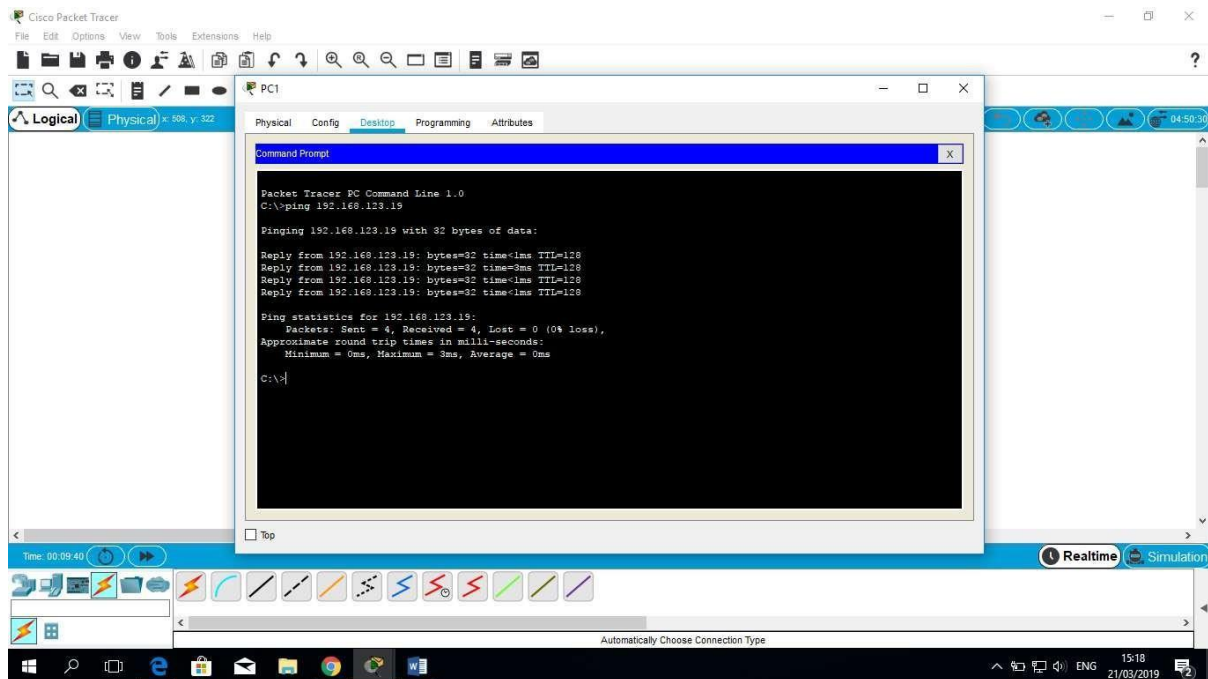 Cisco Packet Tracer
File Edit Options View Tools Extensions Help
?
PC1
Logical Physical x: 508, y: 322
04:50:30
Physical Config Desktop Programming Attributes
Command Prompt X
Packet Tracer PC Command Line 1.0
C:\>ping 192.168.123.19
Pinging 192.168.123.19 with 32 bytes of data:
Reply from 192.168.123.19: bytes=32 time<1ms TTL=128
Reply from 192.168.123.19: bytes=32 time=3ms TTL=128
Reply from 192.168.123.19: bytes=32 time<1ms TTL=128
Reply from 192.168.123.19: bytes=32 time<1ms TTL=128
Ping statistics for 192.168.123.19:
Packets: Sent = 4, Received = 4, Lost = 0 (0% loss),
Approximate round trip times in milli-seconds:
Minimum = 0ms, Maximum = 3ms, Average = 0ms
C:\>
Top
Time: 00:09:40
Realtime Simulation
Automatically Choose Connection Type
ENG
15:18
21/03/2019
2